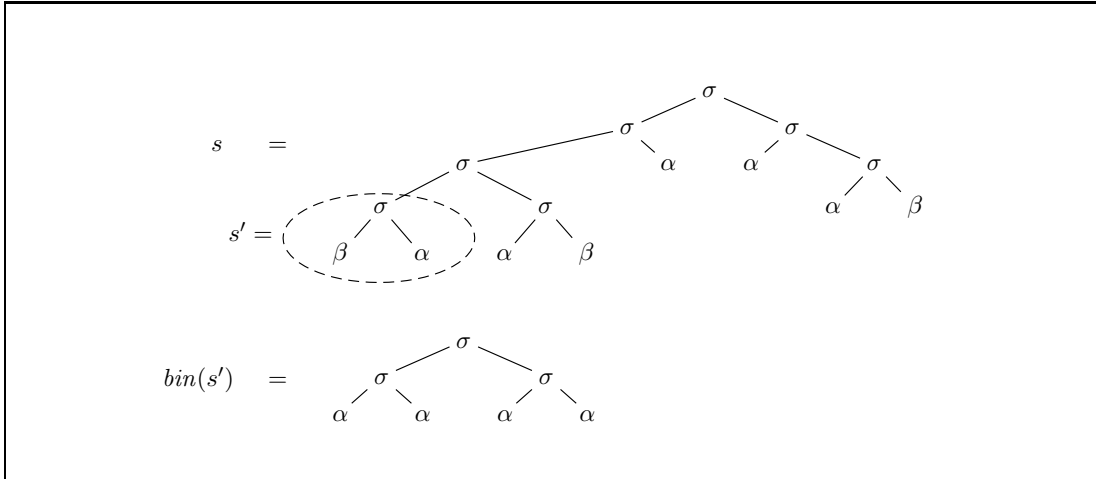 σ
σ σ
s = σ α α σ
σ σ α β
s′ = β α α β
σ
bin(s′) = σ σ
α α α α